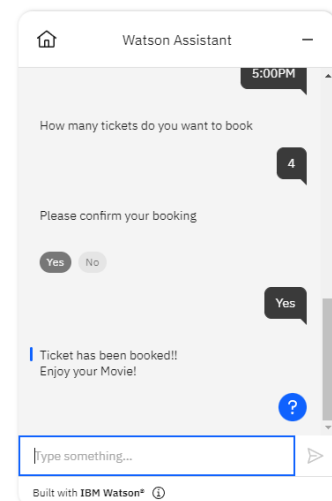 Watson Assistant
5:00PM
How many tickets do you want to book
4
Please confirm your booking
Yes No
Yes
Ticket has been booked!!
Enjoy your Movie!
?
Type something...
Built with IBM Watson®